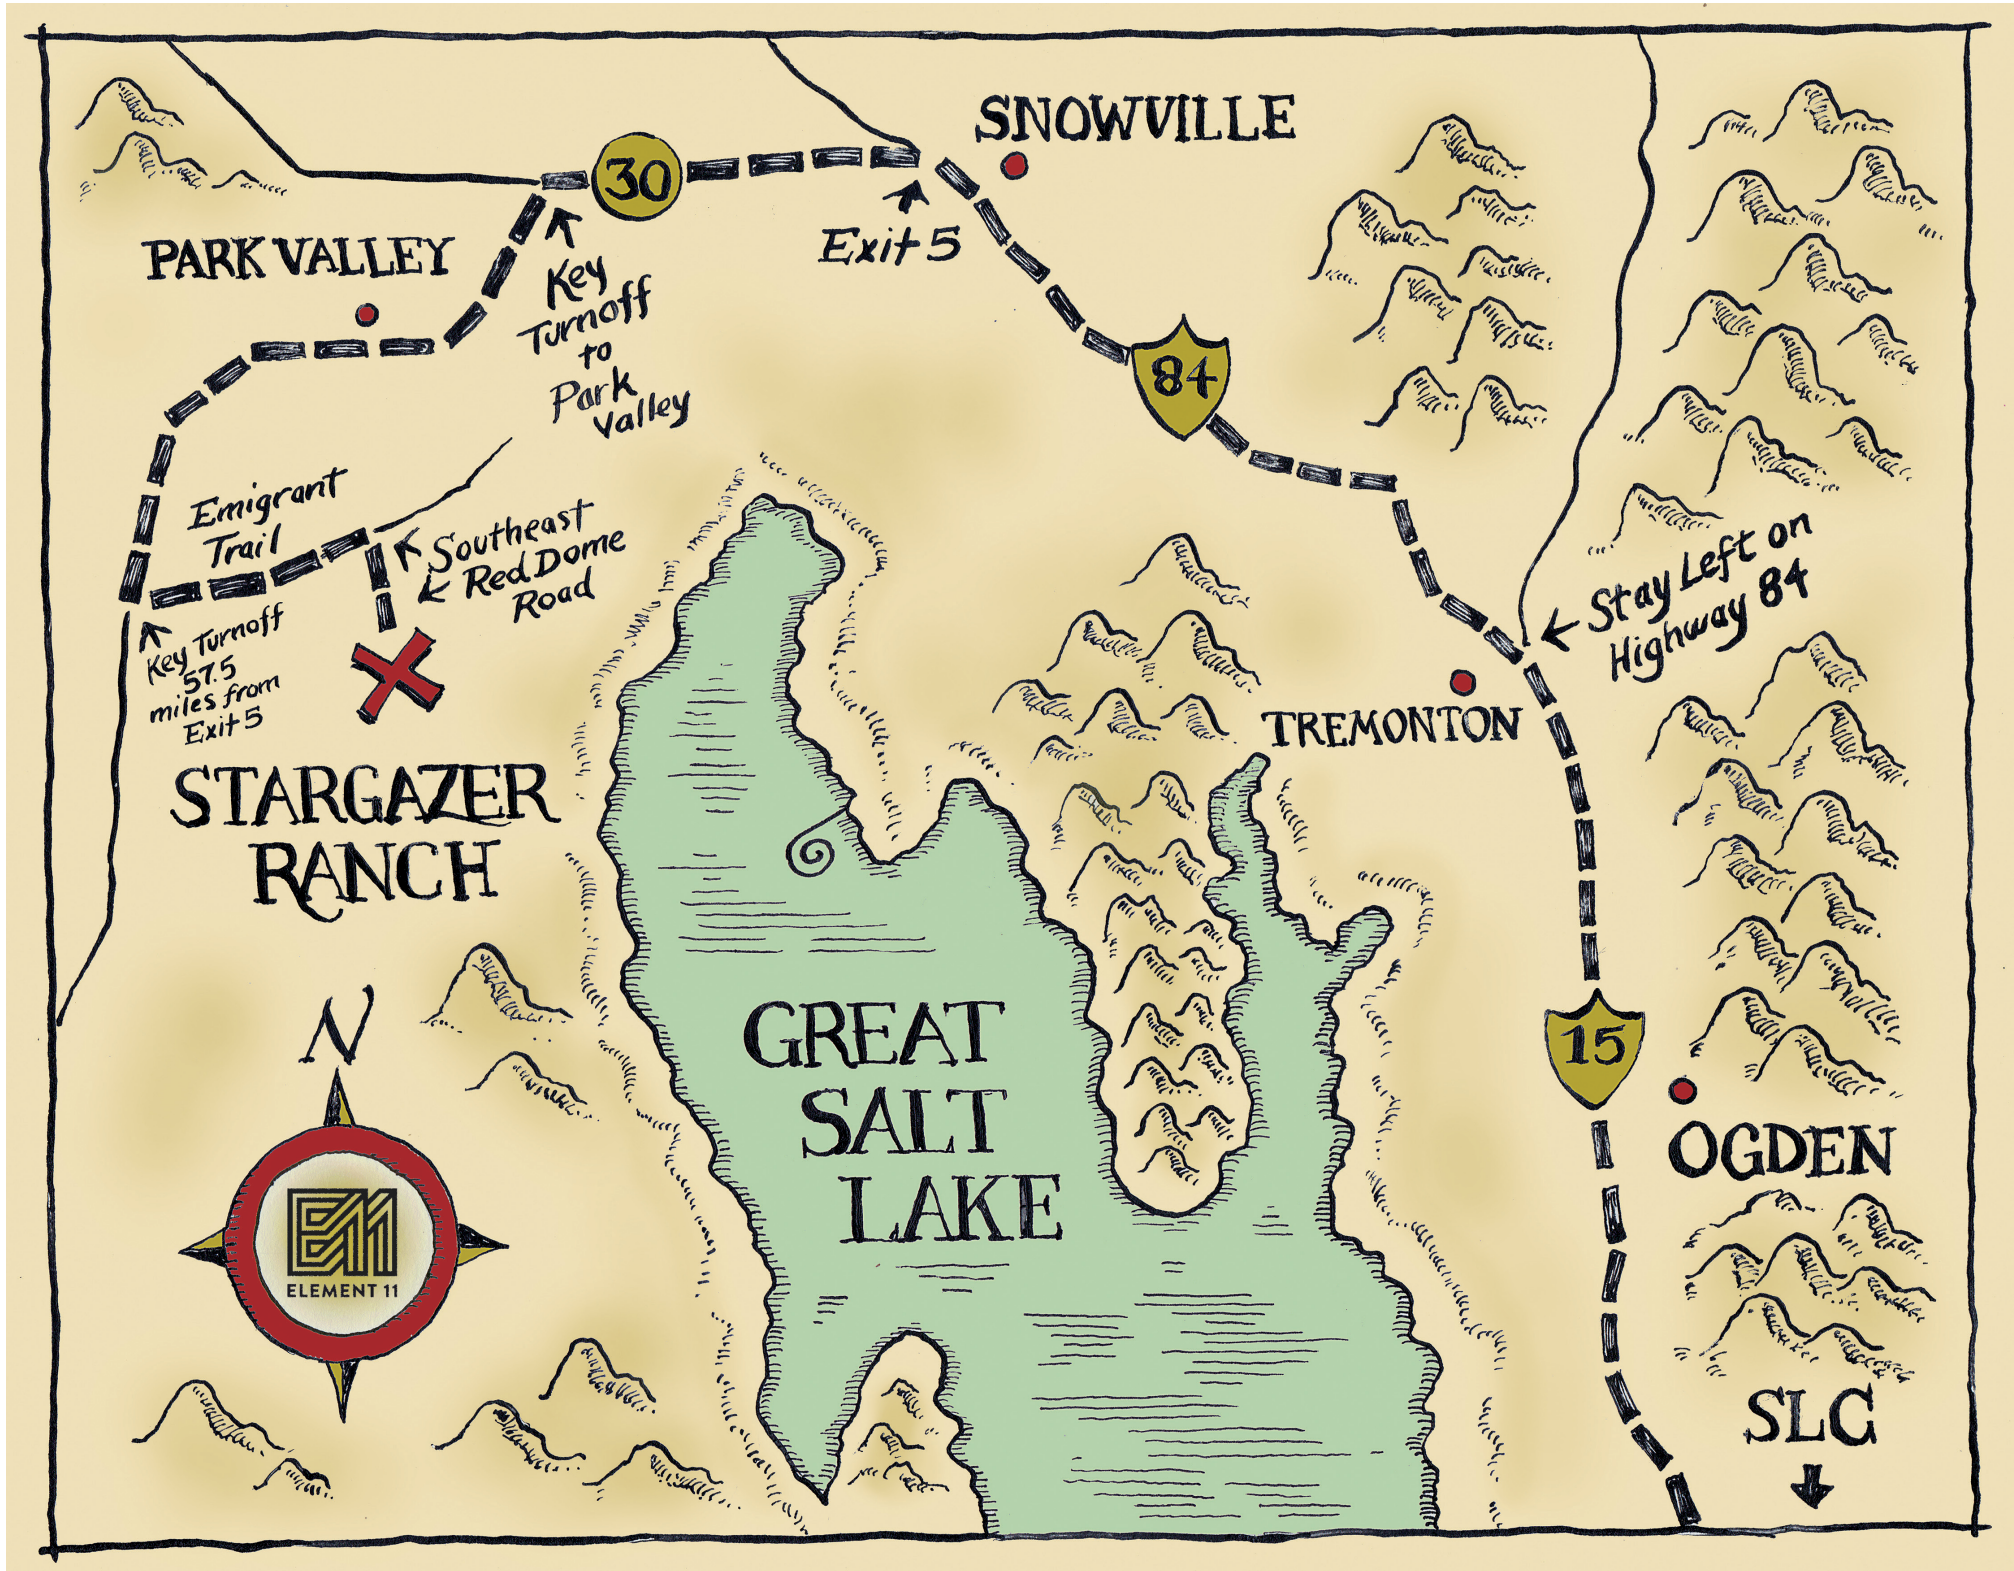 SNOWVILLE
30
Exit 5
PARK VALLEY
Key
Turnoff
to
Park
Valley
84
Emigrant
Trail
Southeast
Red Dome
Road
Stay Left on
Highway 84
Key Turnoff
57.5
miles from
Exit 5
TREMONTON
STARGAZER
RANCH
N
GREAT
SALT
LAKE
15
OGDEN
E11
ELEMENT 11
SLC